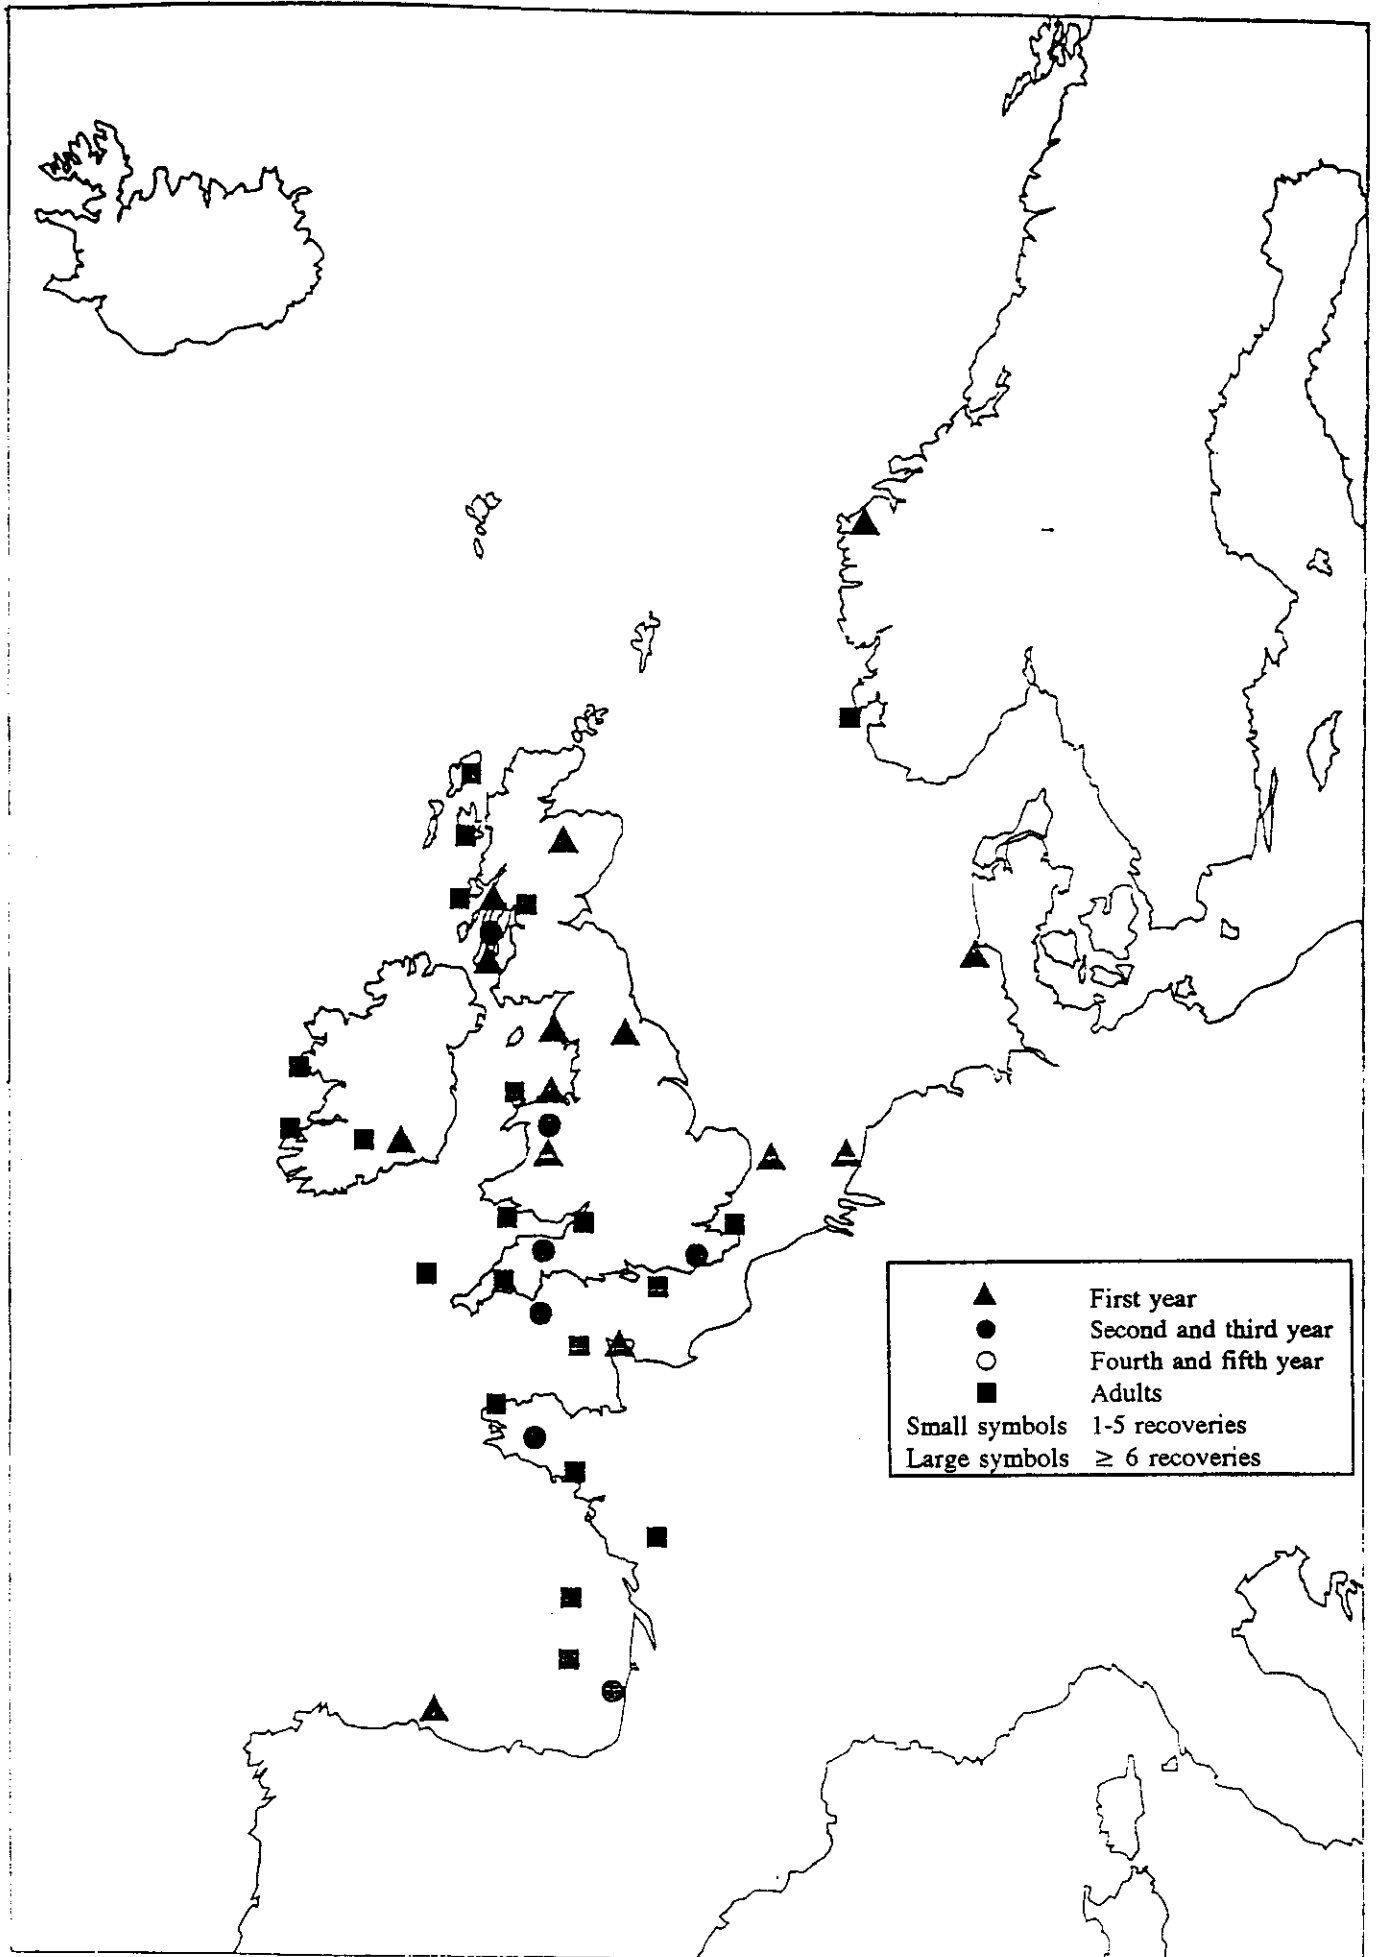 First year
Second and third year
Fourth and fifth year
Adults
Small symbols 1-5 recoveries
Large symbols ≥ 6 recoveries